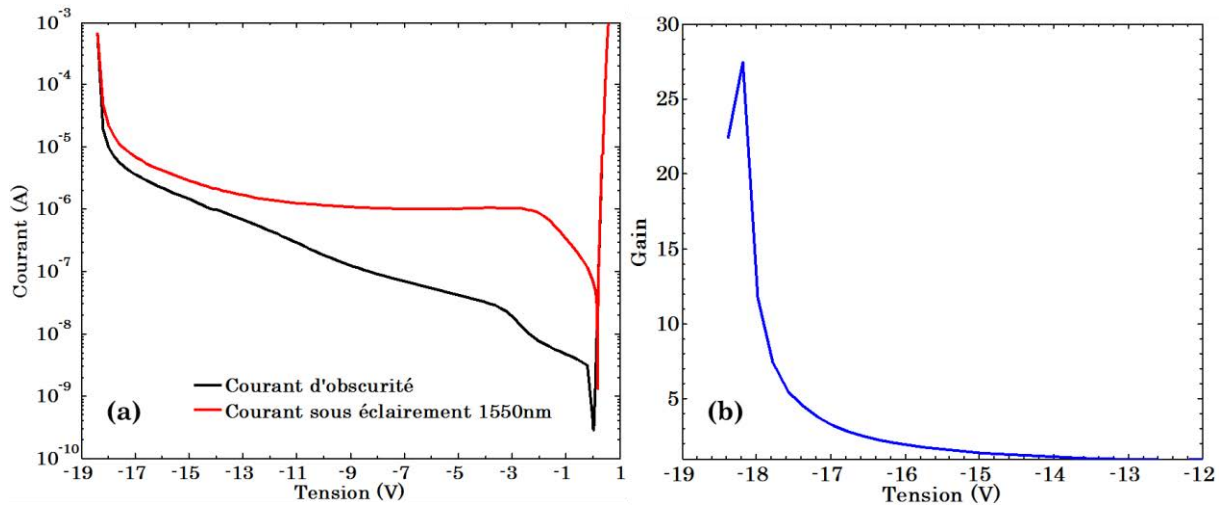 10⁻³
10⁻⁴
10⁻⁵
10⁻⁶
10⁻⁷
10⁻⁸
10⁻⁹
10⁻¹⁰
Courant (A)
Courant d'obscurité
Courant sous éclairement 1550nm
(a)
-19 -17 -15 -13 -11 -9 -7 -5 -3 -1 1
Tension (V)
30
25
20
15
10
5
Gain
(b)
-19 -18 -17 -16 -15 -14 -13 -12
Tension (V)